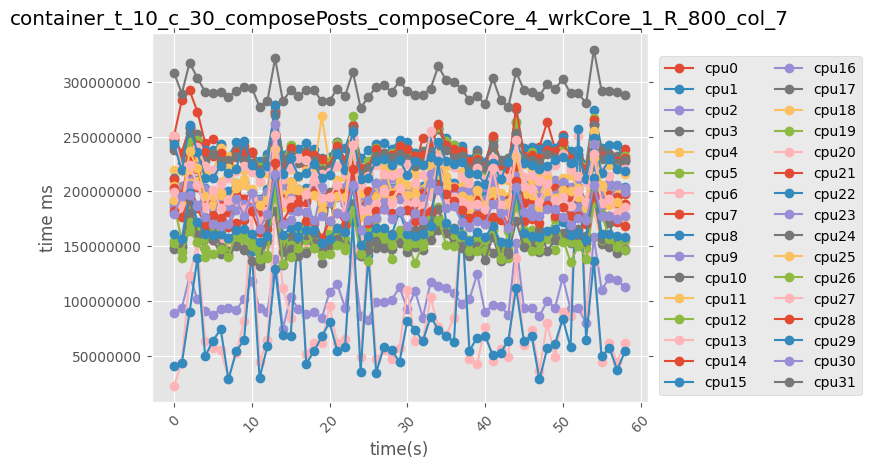 container_t_10_c_30_composePosts_composeCore_4_wrkCore_1_R_800_col_7
time ms
300000000
250000000
200000000
150000000
100000000
50000000
0
10
20
30
40
50
60
time(s)
cpu0
cpu1
cpu2
cpu3
cpu4
cpu5
cpu6
cpu7
cpu8
cpu9
cpu10
cpu11
cpu12
cpu13
cpu14
cpu15
cpu16
cpu17
cpu18
cpu19
cpu20
cpu21
cpu22
cpu23
cpu24
cpu25
cpu26
cpu27
cpu28
cpu29
cpu30
cpu31